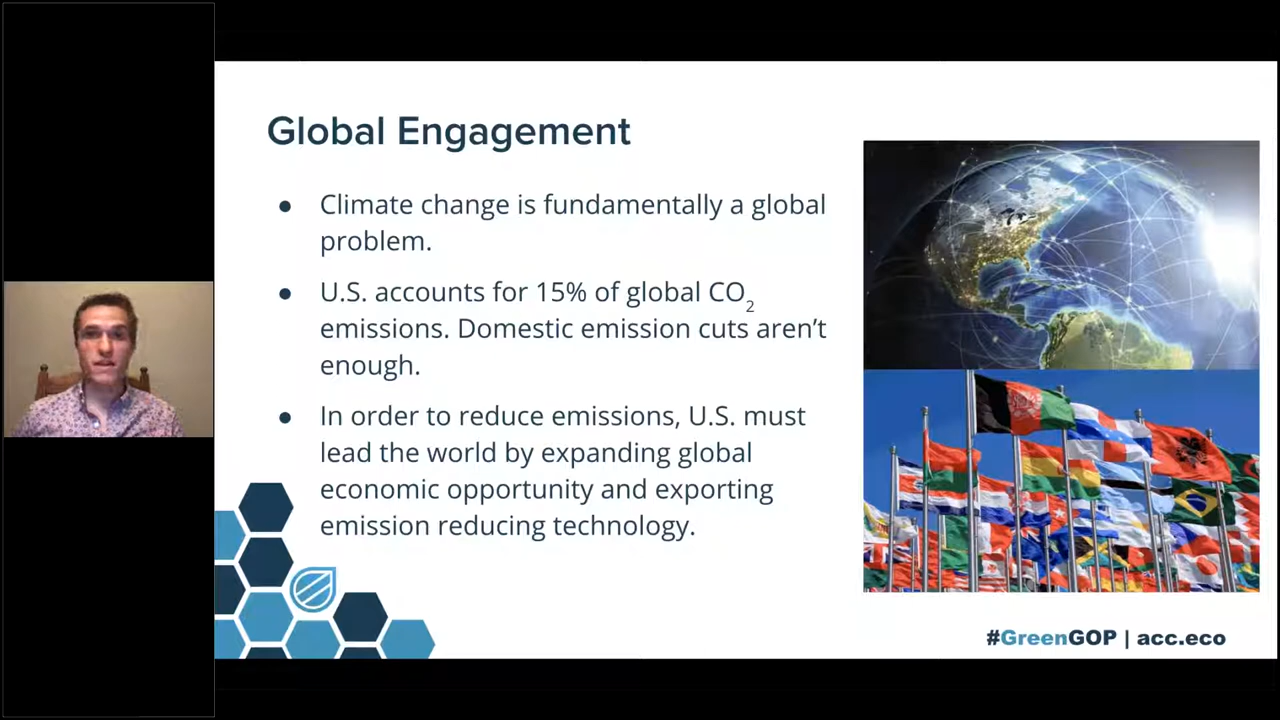 Global Engagement
● Climate change is fundamentally a global
problem.
● U.S. accounts for 15% of global CO2
emissions. Domestic emission cuts aren’t
enough.
● In order to reduce emissions, U.S. must
lead the world by expanding global
economic opportunity and exporting
emission reducing technology.
#GreenGOP | acc.eco